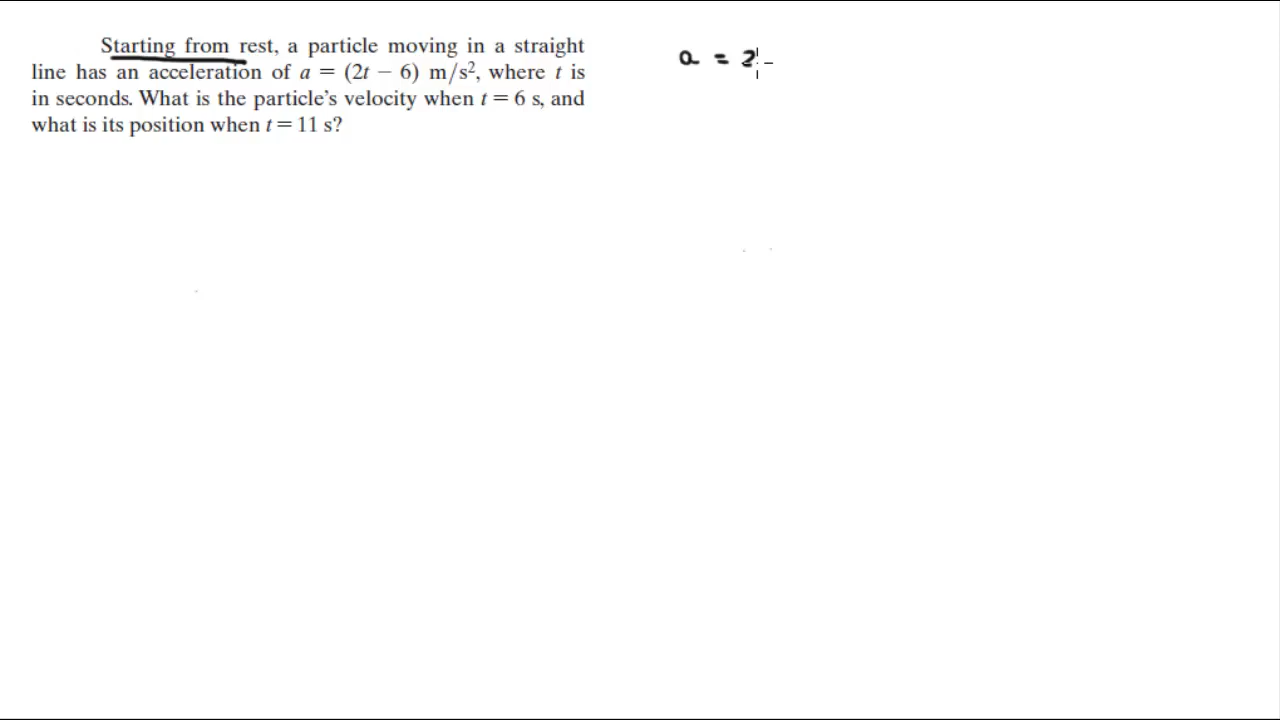 Starting from rest, a particle moving in a straight
line has an acceleration of a = (2t − 6) m/s², where t is
in seconds. What is the particle's velocity when t = 6 s, and
what is its position when t = 11 s?
a = 2